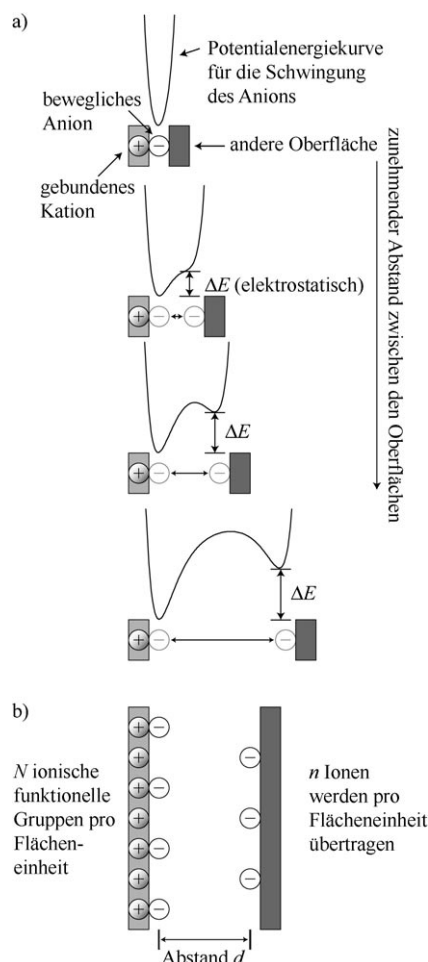 a)
Potentialenergiekurve
für die Schwingung
des Anions
bewegliches
Anion
andere Oberfläche
gebundenes
Kation
zunehmender Abstand zwischen den Oberflächen
+ −
ΔE (elektrostatisch)
+ − −
ΔE
+ − −
ΔE
+ − −
b)
N ionische
funktionelle
Gruppen pro
Flächen-
einheit
+ −
+ −
+ −
+ −
+ −
+ −
+ −
n Ionen
werden pro
Flächeneinheit
übertragen
Abstand d